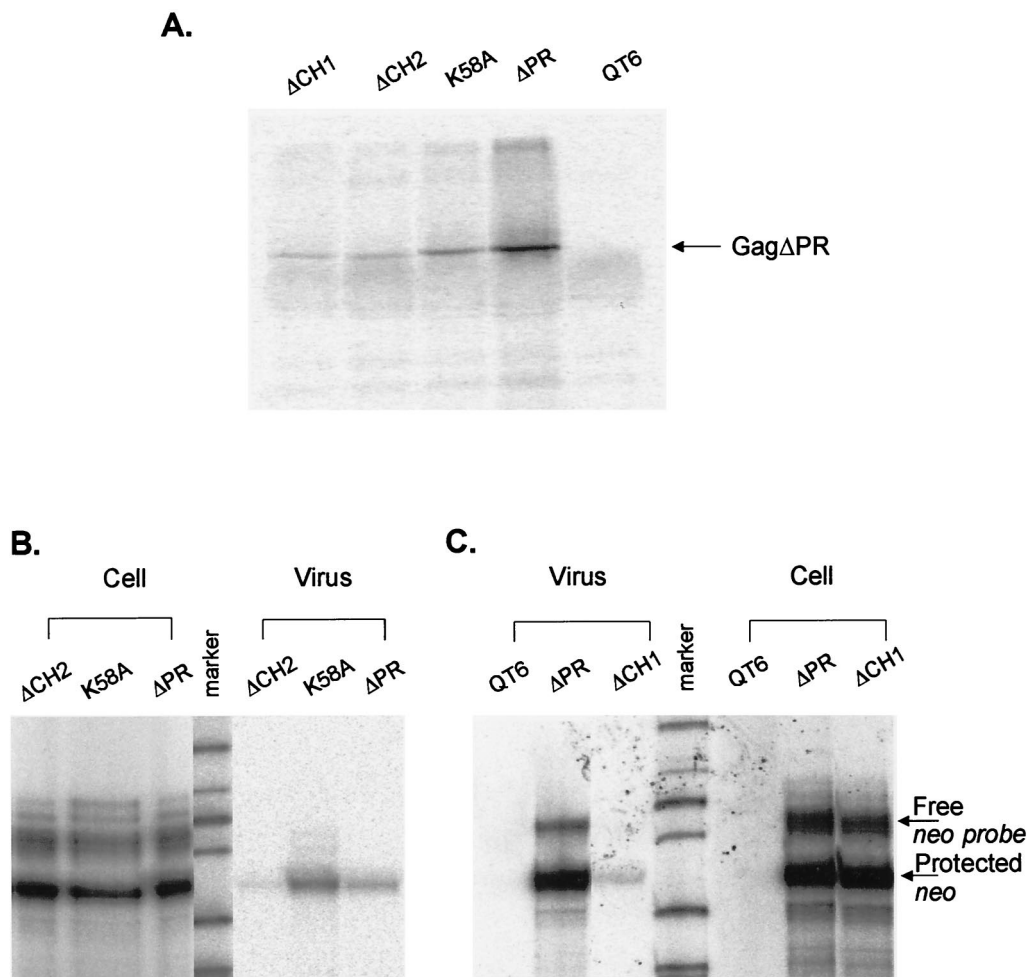 A.
ΔCH1 ΔCH2 K58A ΔPR QT6
GagΔPR
B.
Cell Virus
ΔCH2 K58A ΔPR marker ΔCH2 K58A ΔPR
C.
Virus Cell
QT6 ΔPR ΔCH1 marker QT6 ΔPR ΔCH1
Free
neo probe
Protected
neo